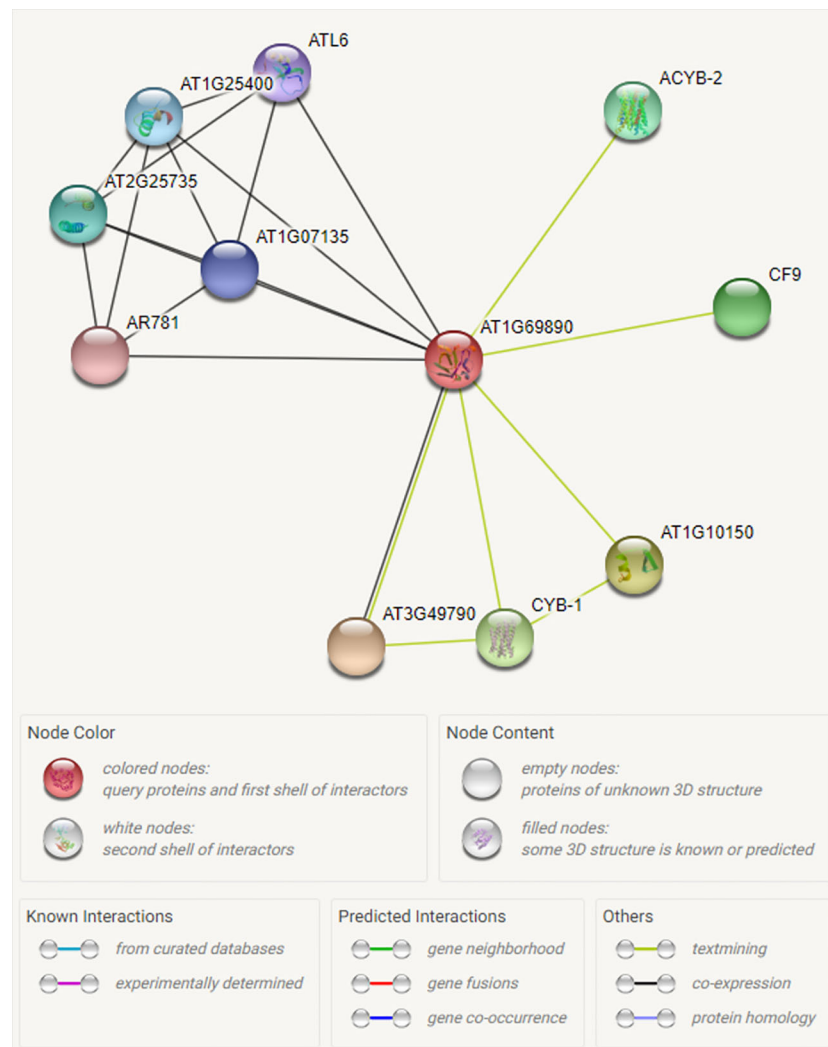 ATL6
AT1G25400
ACYB-2
AT2G25735
AT1G07135
CF9
AR781
AT1G69890
AT1G10150
AT3G49790
CYB-1
Node Color
colored nodes:
query proteins and first shell of interactors
white nodes:
second shell of interactors
Node Content
empty nodes:
proteins of unknown 3D structure
filled nodes:
some 3D structure is known or predicted
Known Interactions
from curated databases
experimentally determined
Predicted Interactions
gene neighborhood
gene fusions
gene co-occurrence
Others
textmining
co-expression
protein homology